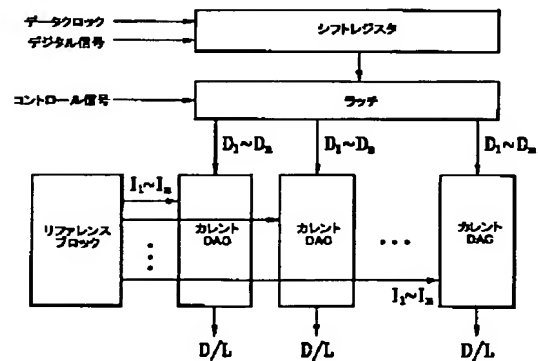 データクロック
デジタル信号
シフトレジスタ
コントロール信号
ラッチ
D₁~Dₙ
D₁~Dₙ
D₁~Dₙ
I₁~Iₙ
リファレンス
ブロック
カレント
DAC
カレント
DAC
カレント
DAC
I₁~Iₙ
D/L
D/L
D/L